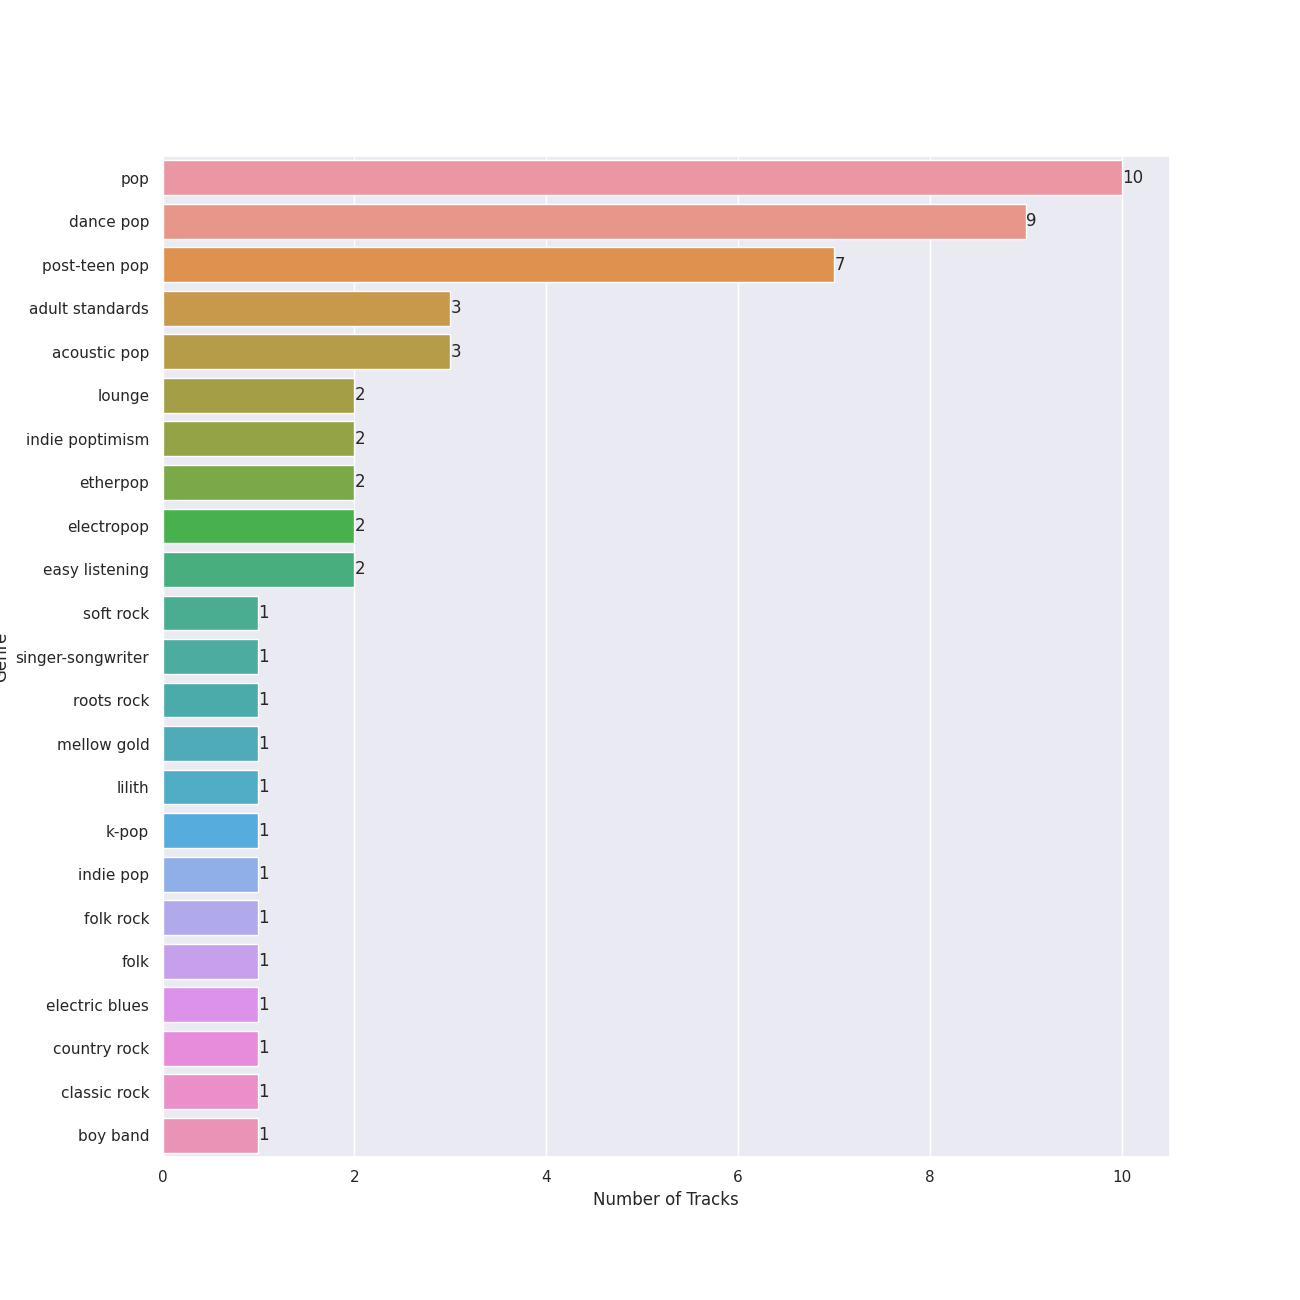 pop 10
dance pop 9
post-teen pop 7
adult standards 3
acoustic pop 3
lounge 2
indie poptimism 2
etherpop 2
electropop 2
easy listening 2
soft rock 1
singer-songwriter 1
roots rock 1
mellow gold 1
lilith 1
k-pop 1
indie pop 1
folk rock 1
folk 1
electric blues 1
country rock 1
classic rock 1
boy band 1
0 2 4 6 8 10
Number of Tracks